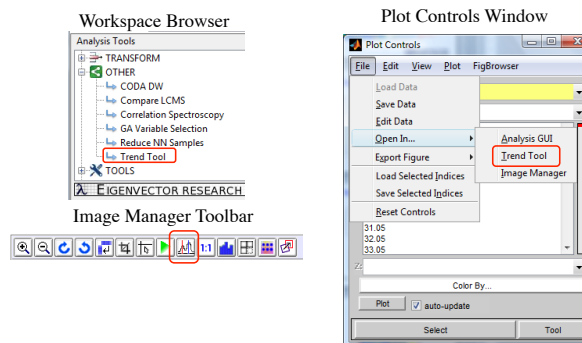 Workspace Browser
Analysis Tools
TRANSFORM
OTHER
CODA DW
Compare LCMS
Correlation Spectroscopy
GA Variable Selection
Reduce NN Samples
Trend Tool
TOOLS
λ EIGENVECTOR RESEARCH
Image Manager Toolbar
1:1
Plot Controls Window
Plot Controls
File Edit View Plot FigBrowser
Load Data
Save Data
Edit Data
Open In...
Export Figure
Load Selected Indices
Save Selected Indices
Reset Controls
Analysis GUI
Trend Tool
Image Manager
31.05
32.05
33.05
Z:
Color By...
Plot auto-update
Select Tool